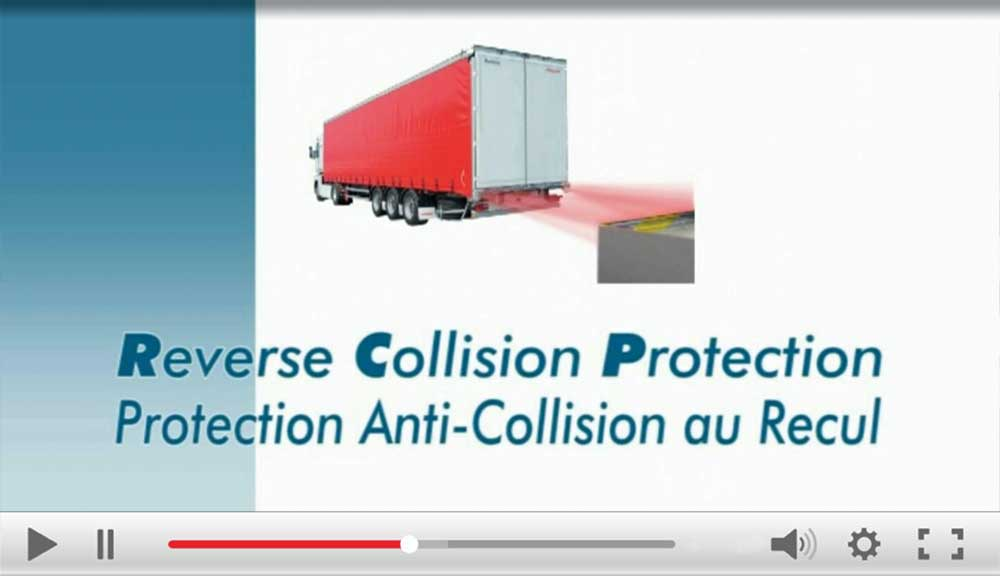 Reverse Collision Protection
Protection Anti-Collision au Recul